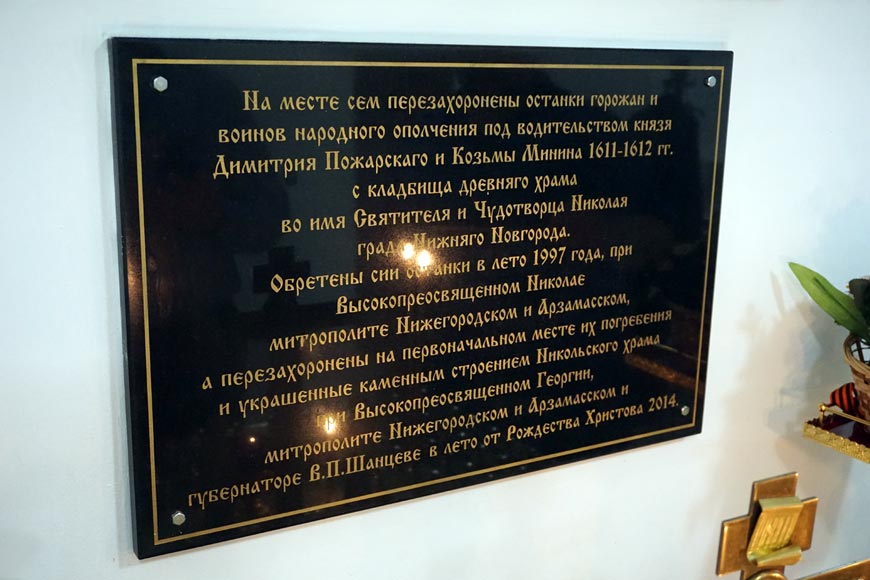 На месте сем перезахоронены останки горожан и
воинов народного ополчения под водительством князя
Димитрия Пожарскаго и Козьмы Минина 1611-1612 гг.
с кладбища древняго храма
во имя Святителя и Чудотворца Николая
града Нижняго Новгорода.
Обретены сии останки в лето 1997 года, при
Высокопреосвященном Николае
митрополите Нижегородском и Арзамасском,
а перезахоронены на первоначальном месте их погребения
и украшенные каменным строением Никольского храма
при Высокопреосвященном Георгии,
митрополите Нижегородском и Арзамасском и
губернаторе В.П.Шанцеве в лето от Рождества Христова 2014.